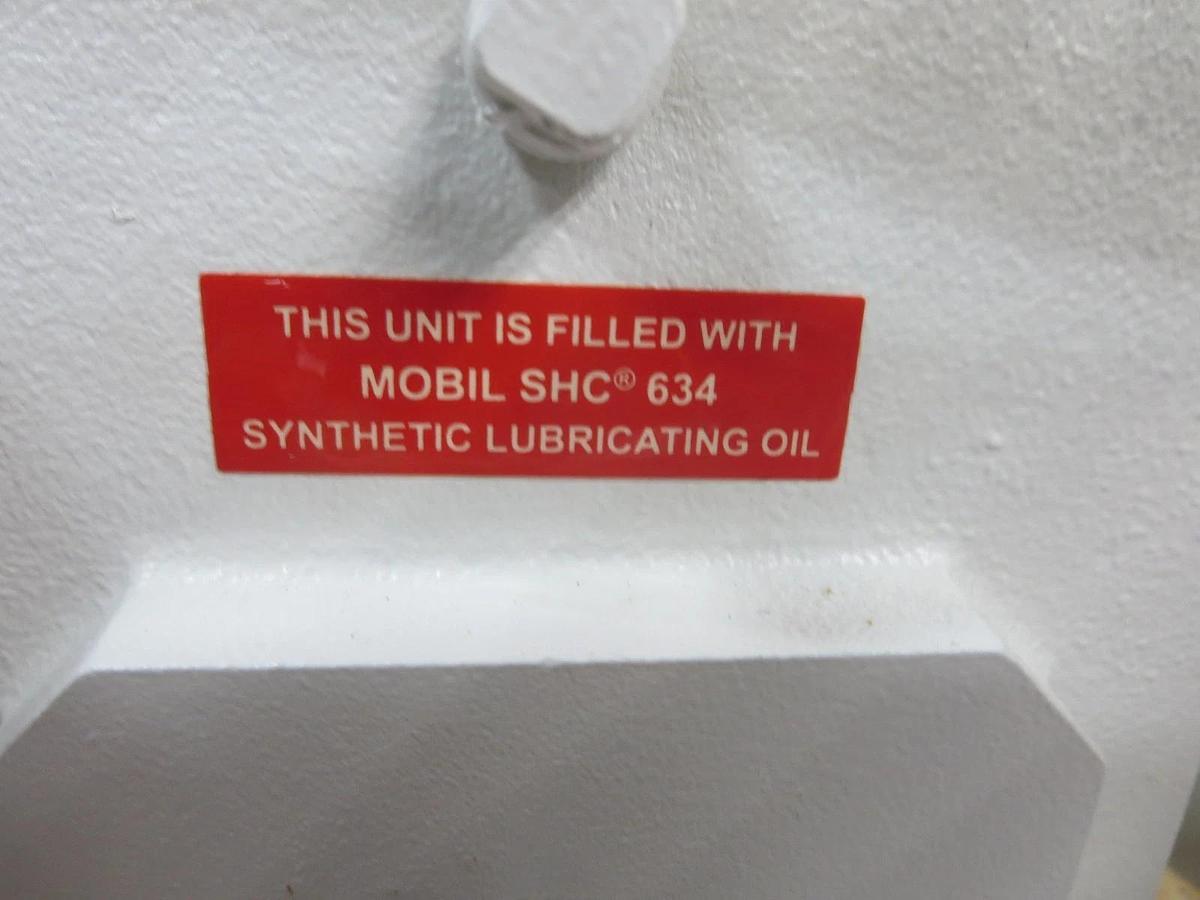 THIS UNIT IS FILLED WITH
MOBIL SHC® 634
SYNTHETIC LUBRICATING OIL